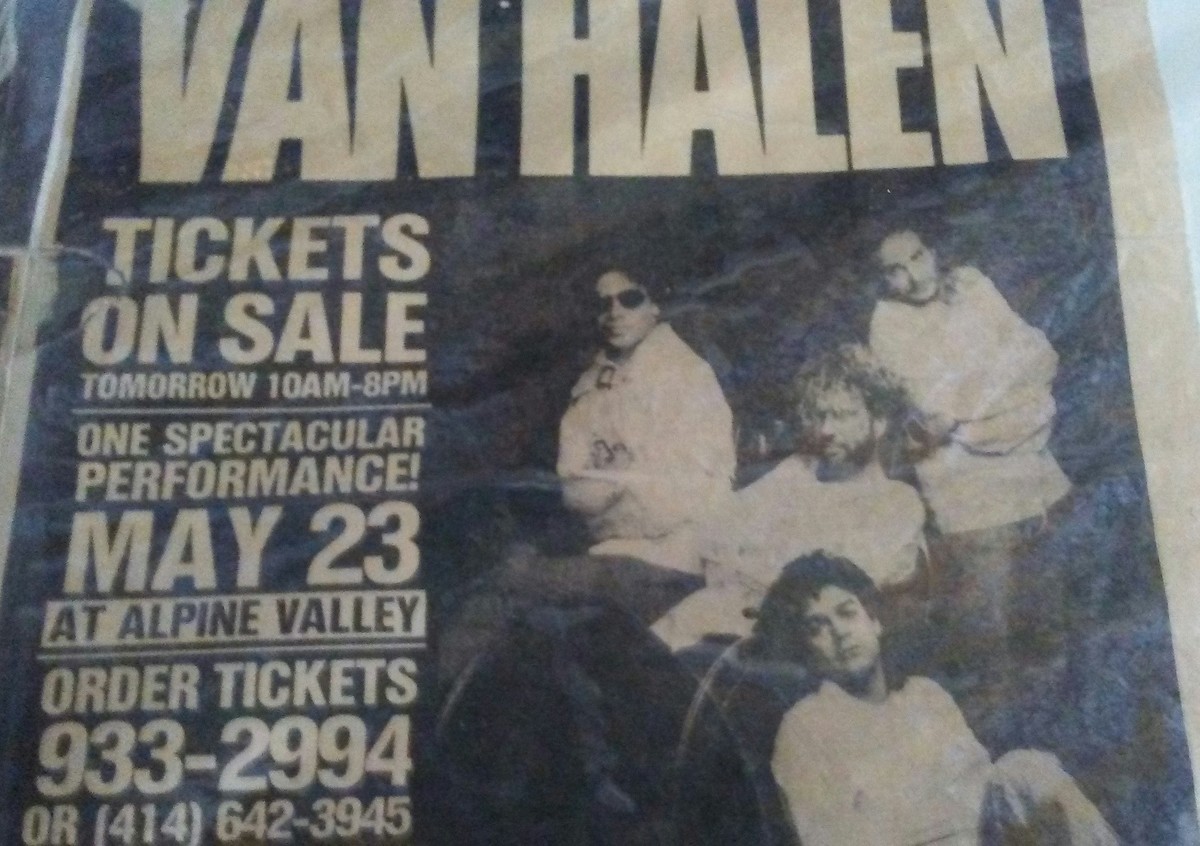 VAN HALEN
TICKETS
ON SALE
TOMORROW 10AM-8PM
ONE SPECTACULAR
PERFORMANCE!
MAY 23
AT ALPINE VALLEY
ORDER TICKETS
933-2994
OR (414) 642-3945